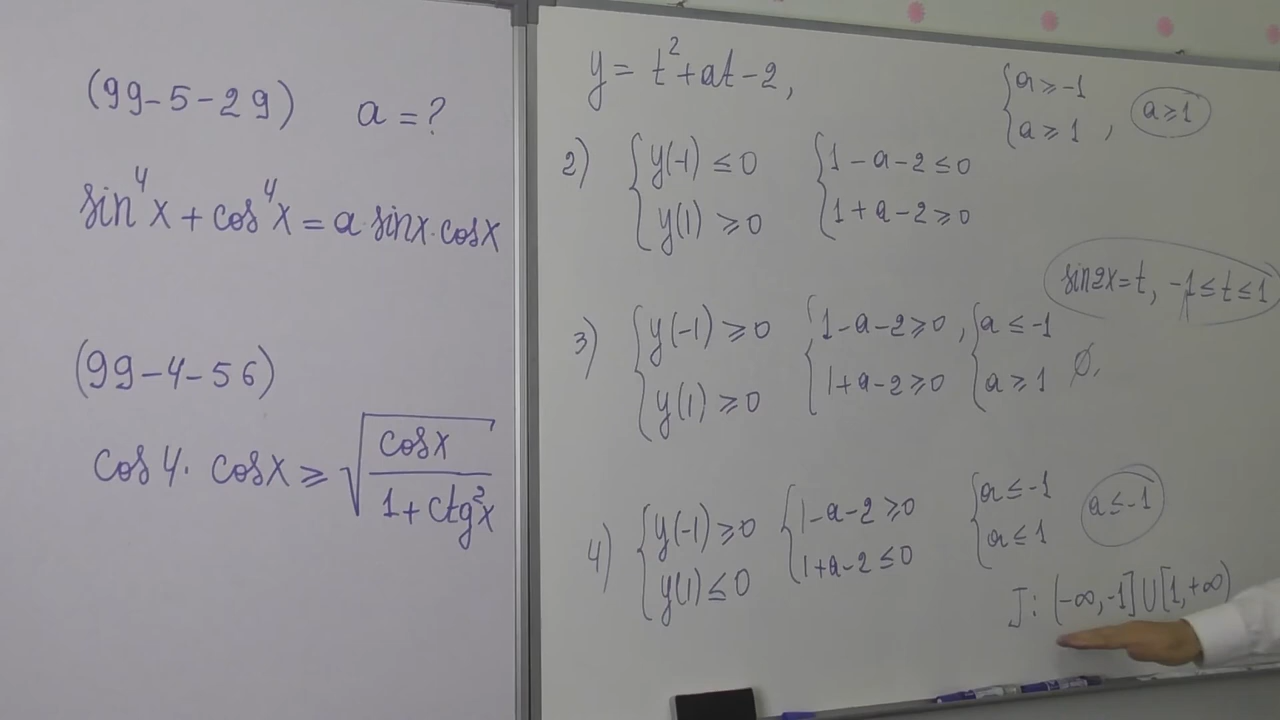 (99-5-29) a = ?
sin⁴x + cos⁴x = a·sinx·cosx
(99-4-56)
cos4·cosx ≥ √(cosx / (1+ctg²x))
y = t²+at-2,
{a ≥ -1
{a ≥ 1 , a ≥ 1
2) {y(-1) ≤ 0 {1-a-2 ≤ 0
{y(1) ≥ 0 {1+a-2 ≥ 0
sin2x = t, -1 ≤ t ≤ 1
3) {y(-1) ≥ 0 {1-a-2 ≥ 0 , {a ≤ -1
{y(1) ≥ 0 {1+a-2 ≥ 0 {a ≥ 1 ∅,
4) {y(-1) ≥ 0 {1-a-2 ≥ 0 {a ≤ -1 a ≤ -1
{y(1) ≤ 0 {1+a-2 ≤ 0 {a ≤ 1
J: (-∞,-1]U[1,+∞)